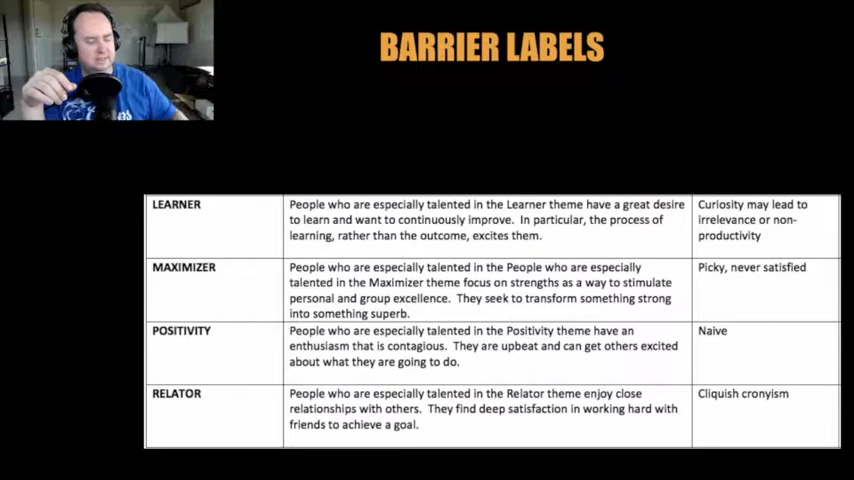 BARRIER LABELS
LEARNER
People who are especially talented in the Learner theme have a great desire
to learn and want to continuously improve. In particular, the process of
learning, rather than the outcome, excites them.
Curiosity may lead to
irrelevance or non-
productivity
MAXIMIZER
People who are especially talented in the People who are especially
talented in the Maximizer theme focus on strengths as a way to stimulate
personal and group excellence. They seek to transform something strong
into something superb.
Picky, never satisfied
POSITIVITY
People who are especially talented in the Positivity theme have an
enthusiasm that is contagious. They are upbeat and can get others excited
about what they are going to do.
Naive
RELATOR
People who are especially talented in the Relator theme enjoy close
relationships with others. They find deep satisfaction in working hard with
friends to achieve a goal.
Cliquish cronyism